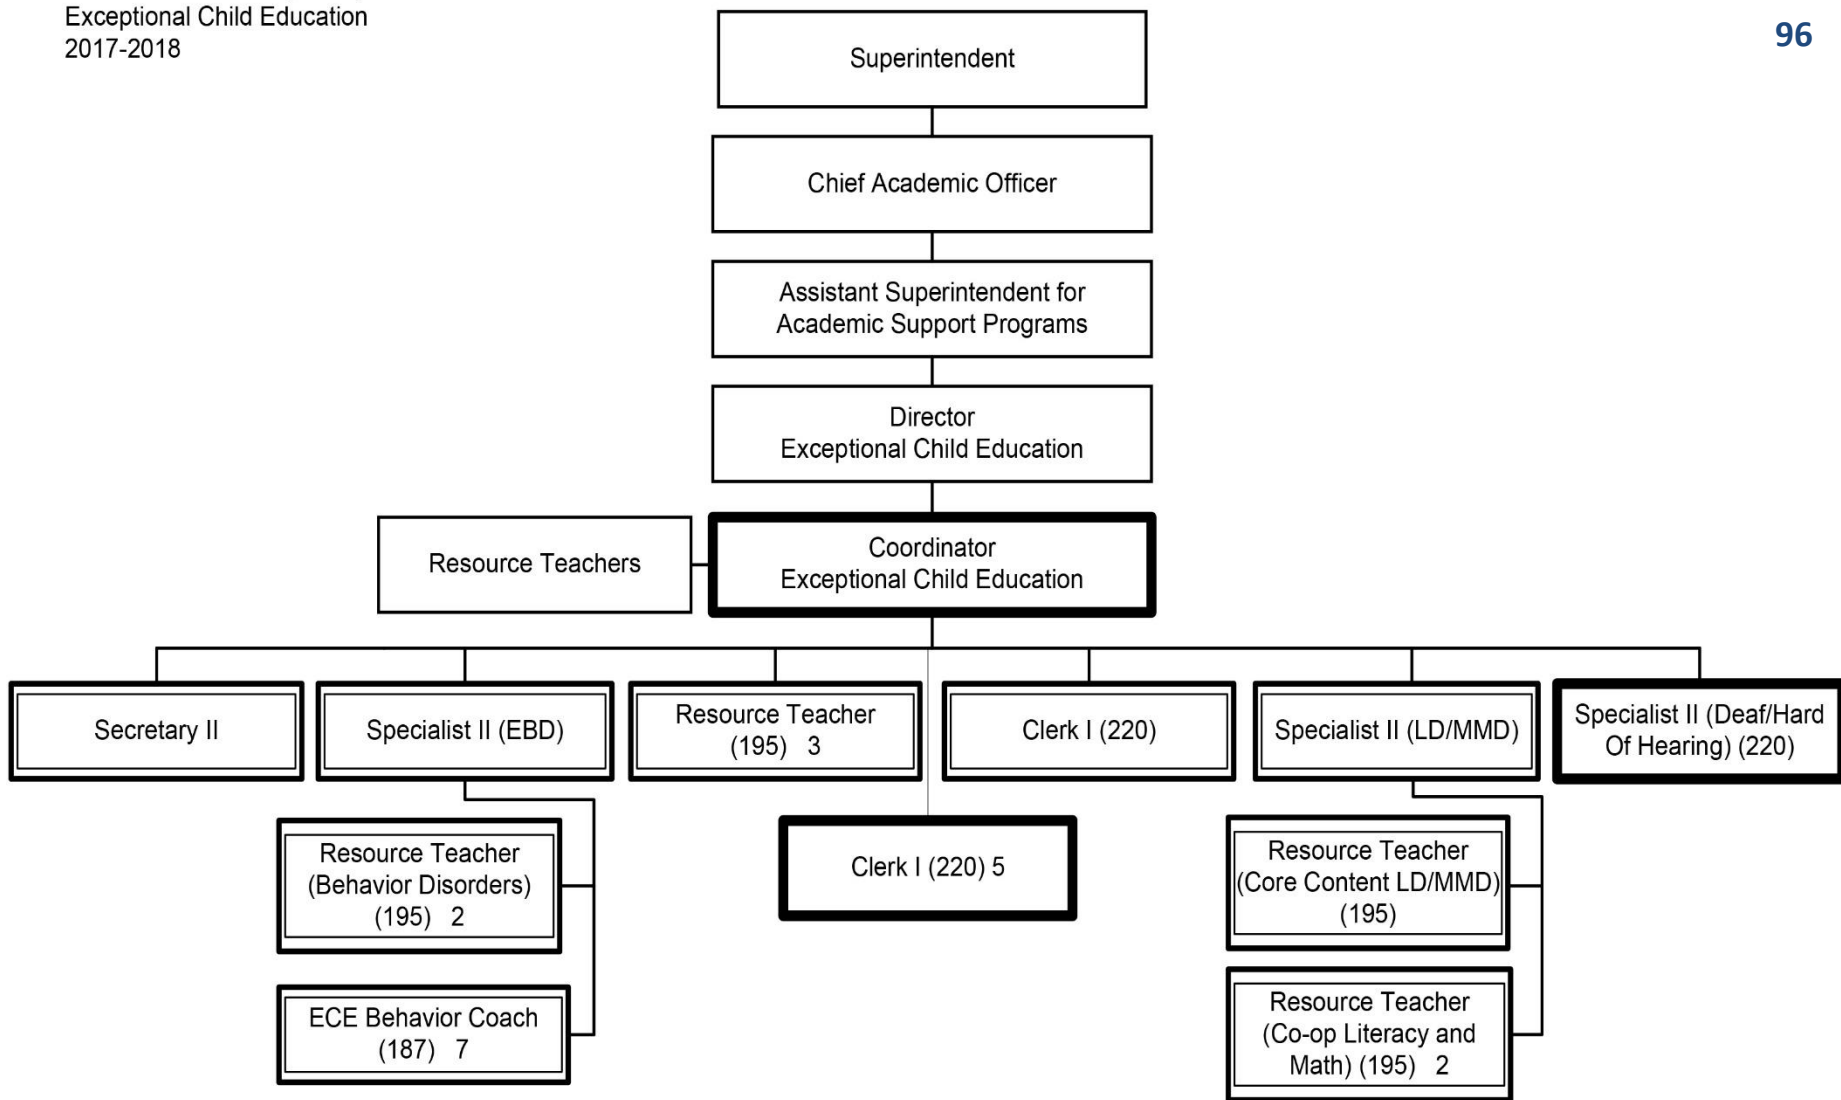 Exceptional Child Education
2017-2018
96
Superintendent
Chief Academic Officer
Assistant Superintendent for
Academic Support Programs
Director
Exceptional Child Education
Resource Teachers
Coordinator
Exceptional Child Education
Secretary II
Specialist II (EBD)
Resource Teacher
(195) 3
Clerk I (220)
Specialist II (LD/MMD)
Specialist II (Deaf/Hard
Of Hearing) (220)
Resource Teacher
(Behavior Disorders)
(195) 2
Clerk I (220) 5
Resource Teacher
(Core Content LD/MMD)
(195)
ECE Behavior Coach
(187) 7
Resource Teacher
(Co-op Literacy and
Math) (195) 2